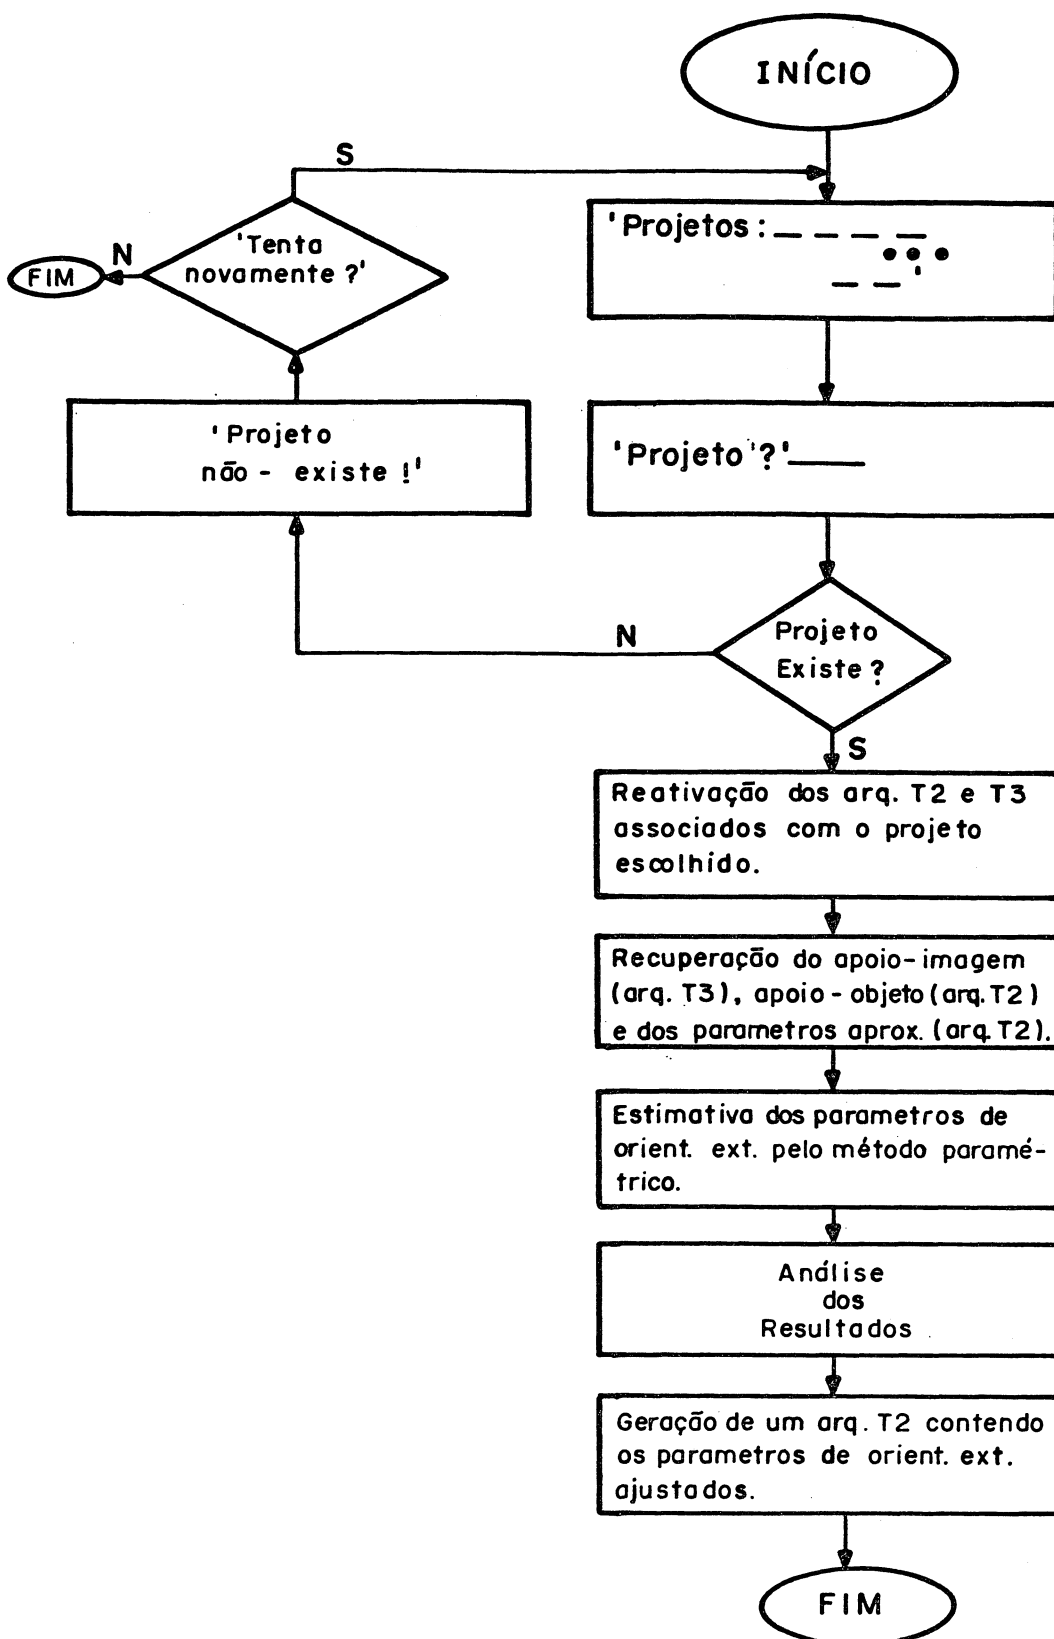 INÍCIO
S
'Projetos: _ _ _ _
• • •
_ _'
'Tenta
novamente ?'
N
FIM
'Projeto
não - existe !'
'Projeto '?' ___
N
Projeto
Existe ?
S
Reativação dos arq. T2 e T3
associados com o projeto
escolhido.
Recuperação do apoio-imagem
(arq. T3), apoio - objeto (arq. T2)
e dos parametros aprox. (arq. T2).
Estimativa dos parametros de
orient. ext. pelo método paramé-
trico.
Análise
dos
Resultados
Geração de um arq. T2 contendo
os parametros de orient. ext.
ajustados.
FIM